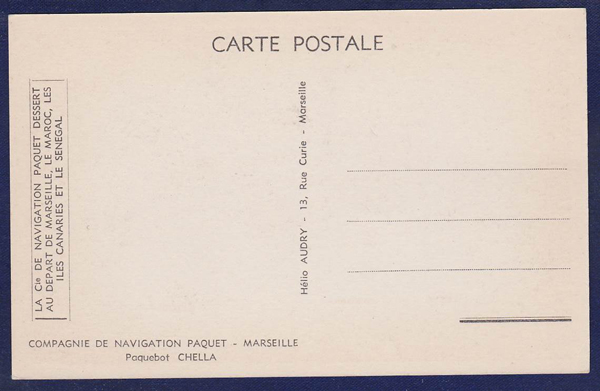 CARTE POSTALE
LA Cie DE NAVIGATION PAQUET DESSERT
AU DEPART DE MARSEILLE, LE MAROC, LES
ILES CANARIES ET LE SENEGAL
Hélio AUDRY - 13, Rue Curie - Marseille
COMPAGNIE DE NAVIGATION PAQUET - MARSEILLE
Paquebot CHELLA